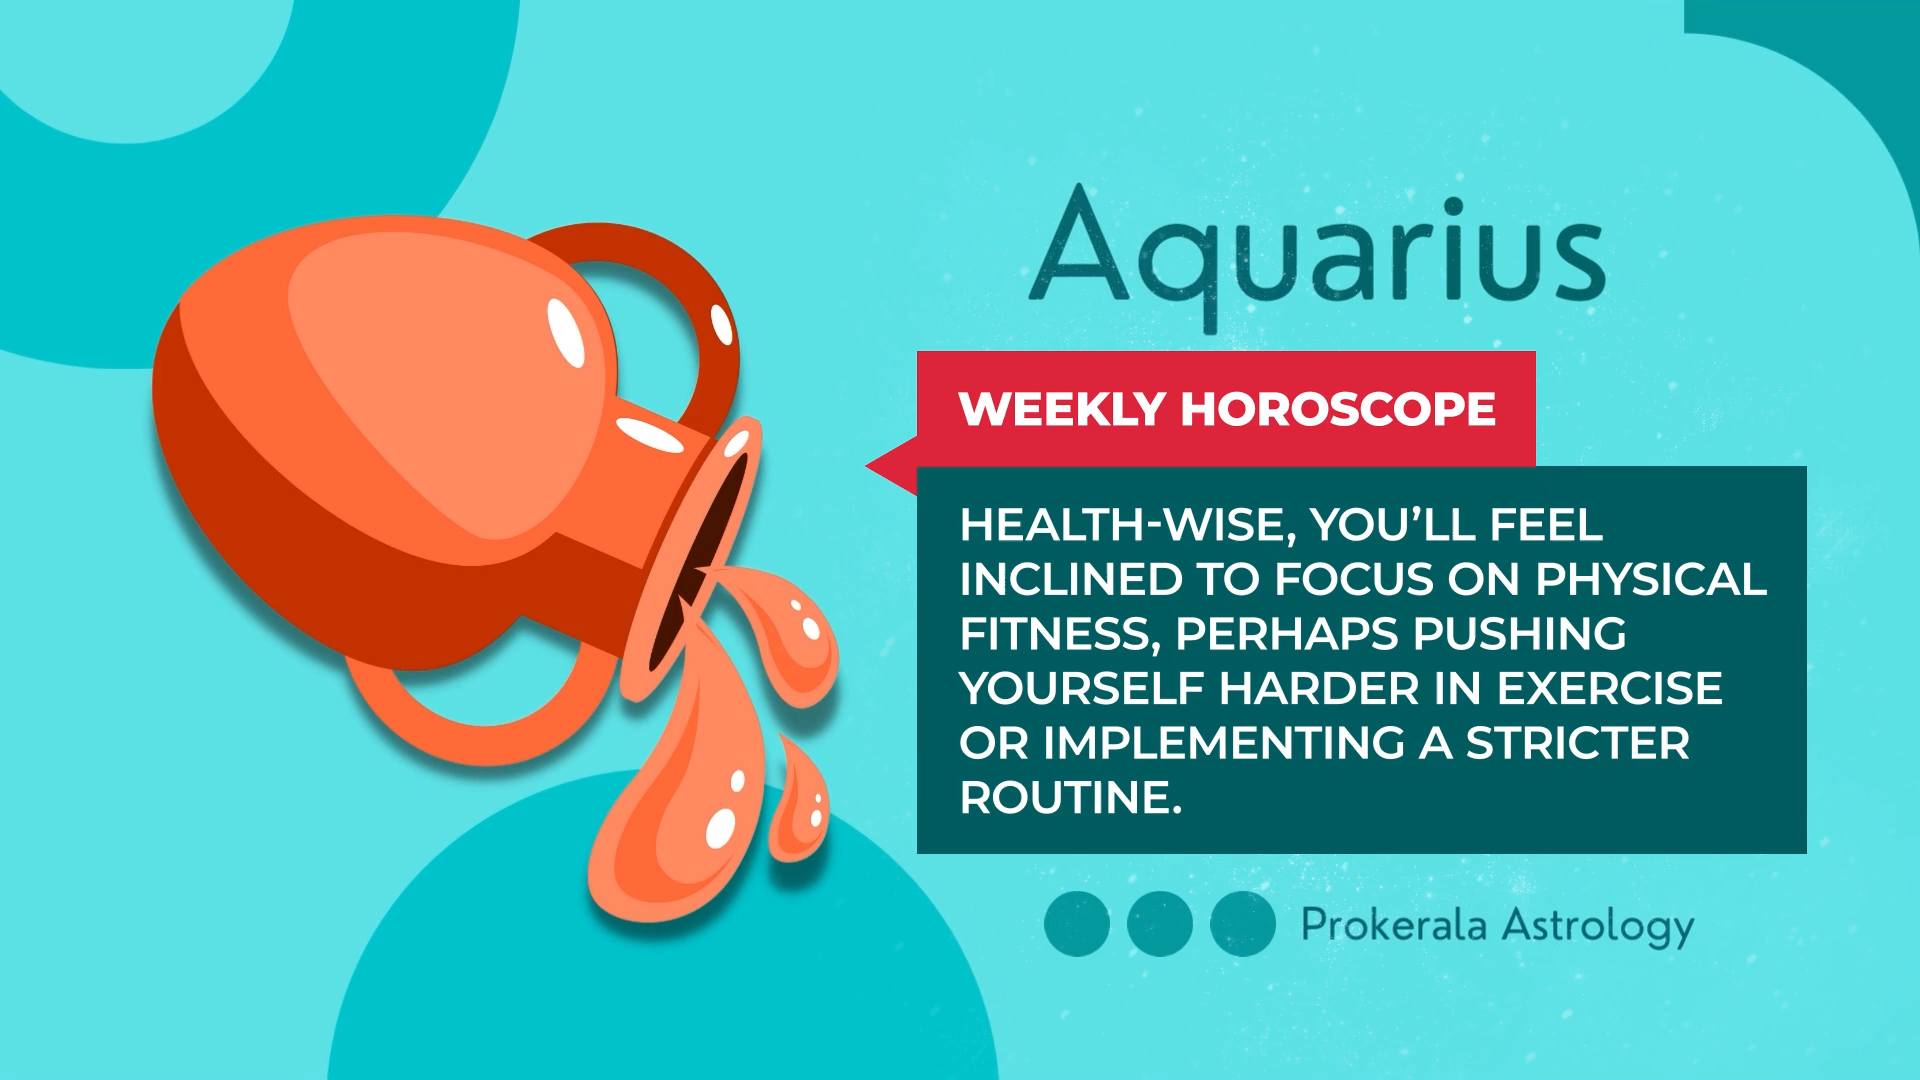 Aquarius
WEEKLY HOROSCOPE
HEALTH-WISE, YOU’LL FEEL
INCLINED TO FOCUS ON PHYSICAL
FITNESS, PERHAPS PUSHING
YOURSELF HARDER IN EXERCISE
OR IMPLEMENTING A STRICTER
ROUTINE.
Prokerala Astrology